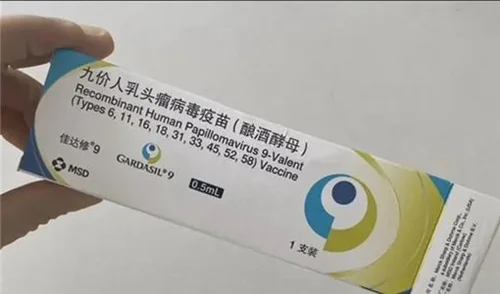 九价人乳头瘤病毒疫苗(酿酒酵母)
Recombinant Human Papillomavirus 9-Valent
(Types 6, 11, 16, 18, 31, 33, 45, 52, 58) Vaccine
佳达修®9
GARDASIL®9
MSD
0.5mL
1 支装